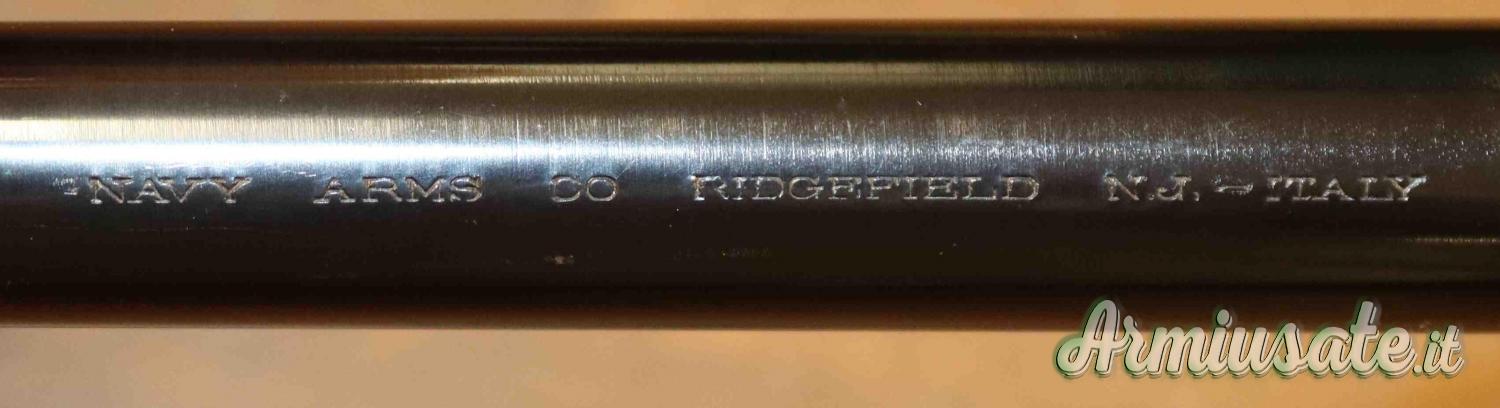 NAVY ARMS CO RIDGEFIELD N.J. - ITALY
Armiusate.it